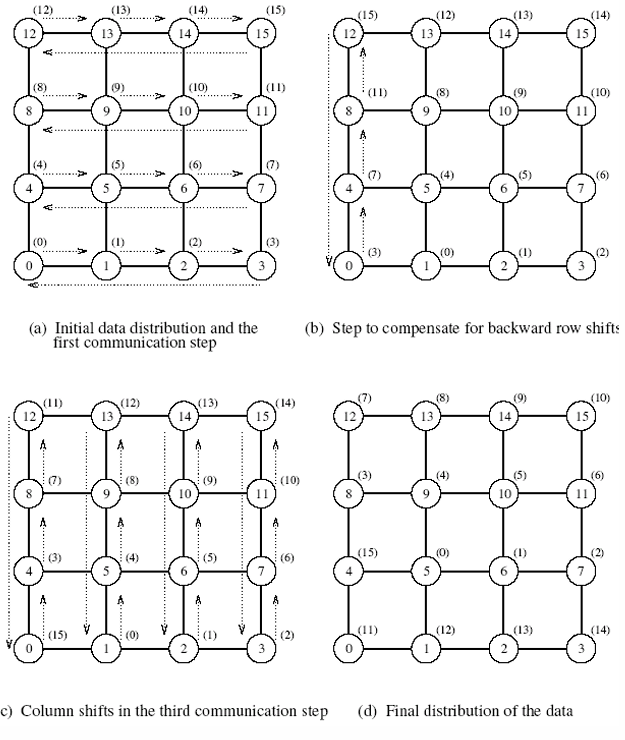 (12) (13) (14) (15) (15) (12) (13) (14)
12 13 14 15 12 13 14 15
(8) (9) (10) (11) (11) (8) (9) (10)
8 9 10 11 8 9 10 11
(4) (5) (6) (7) (7) (4) (5) (6)
4 5 6 7 4 5 6 7
(0) (1) (2) (3) (3) (0) (1) (2)
0 1 2 3 0 1 2 3
(a) Initial data distribution and the
first communication step
(b) Step to compensate for backward row shifts
(11) (12) (13) (14) (7) (8) (9) (10)
12 13 14 15 12 13 14 15
(7) (8) (9) (10) (3) (4) (5) (6)
8 9 10 11 8 9 10 11
(3) (4) (5) (6) (15) (0) (1) (2)
4 5 6 7 4 5 6 7
(15) (0) (1) (2) (11) (12) (13) (14)
0 1 2 3 0 1 2 3
c) Column shifts in the third communication step
(d) Final distribution of the data